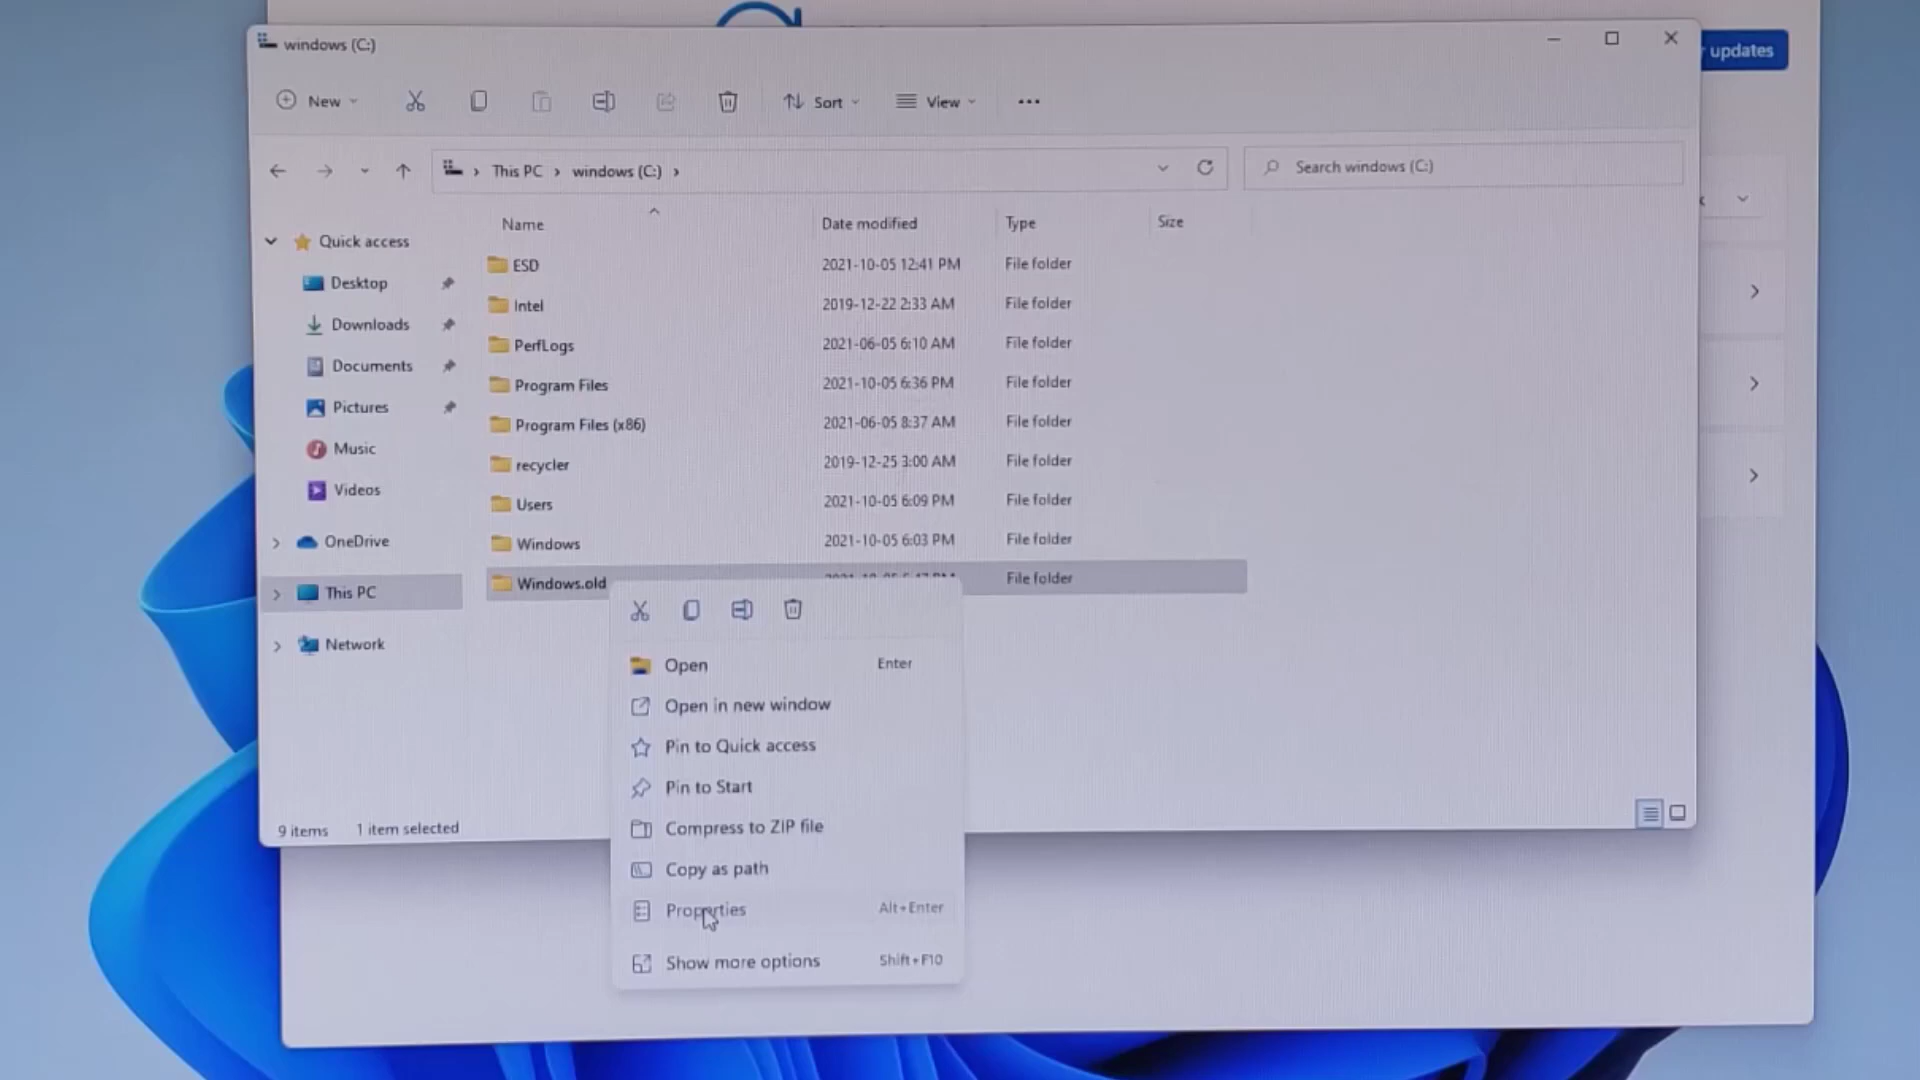 windows (C:)
updates
New
Sort
View
This PC > windows (C:) >
Search windows (C:)
Name Date modified Type Size
Quick access
Desktop
Downloads
Documents
Pictures
Music
Videos
OneDrive
This PC
Network
ESD 2021-10-05 12:41 PM File folder
Intel 2019-12-22 2:33 AM File folder
PerfLogs 2021-06-05 6:10 AM File folder
Program Files 2021-10-05 6:36 PM File folder
Program Files (x86) 2021-06-05 8:37 AM File folder
recycler 2019-12-25 3:00 AM File folder
Users 2021-10-05 6:09 PM File folder
Windows 2021-10-05 6:03 PM File folder
Windows.old File folder
Open Enter
Open in new window
Pin to Quick access
Pin to Start
Compress to ZIP file
Copy as path
Properties Alt+Enter
Show more options Shift+F10
9 items 1 item selected